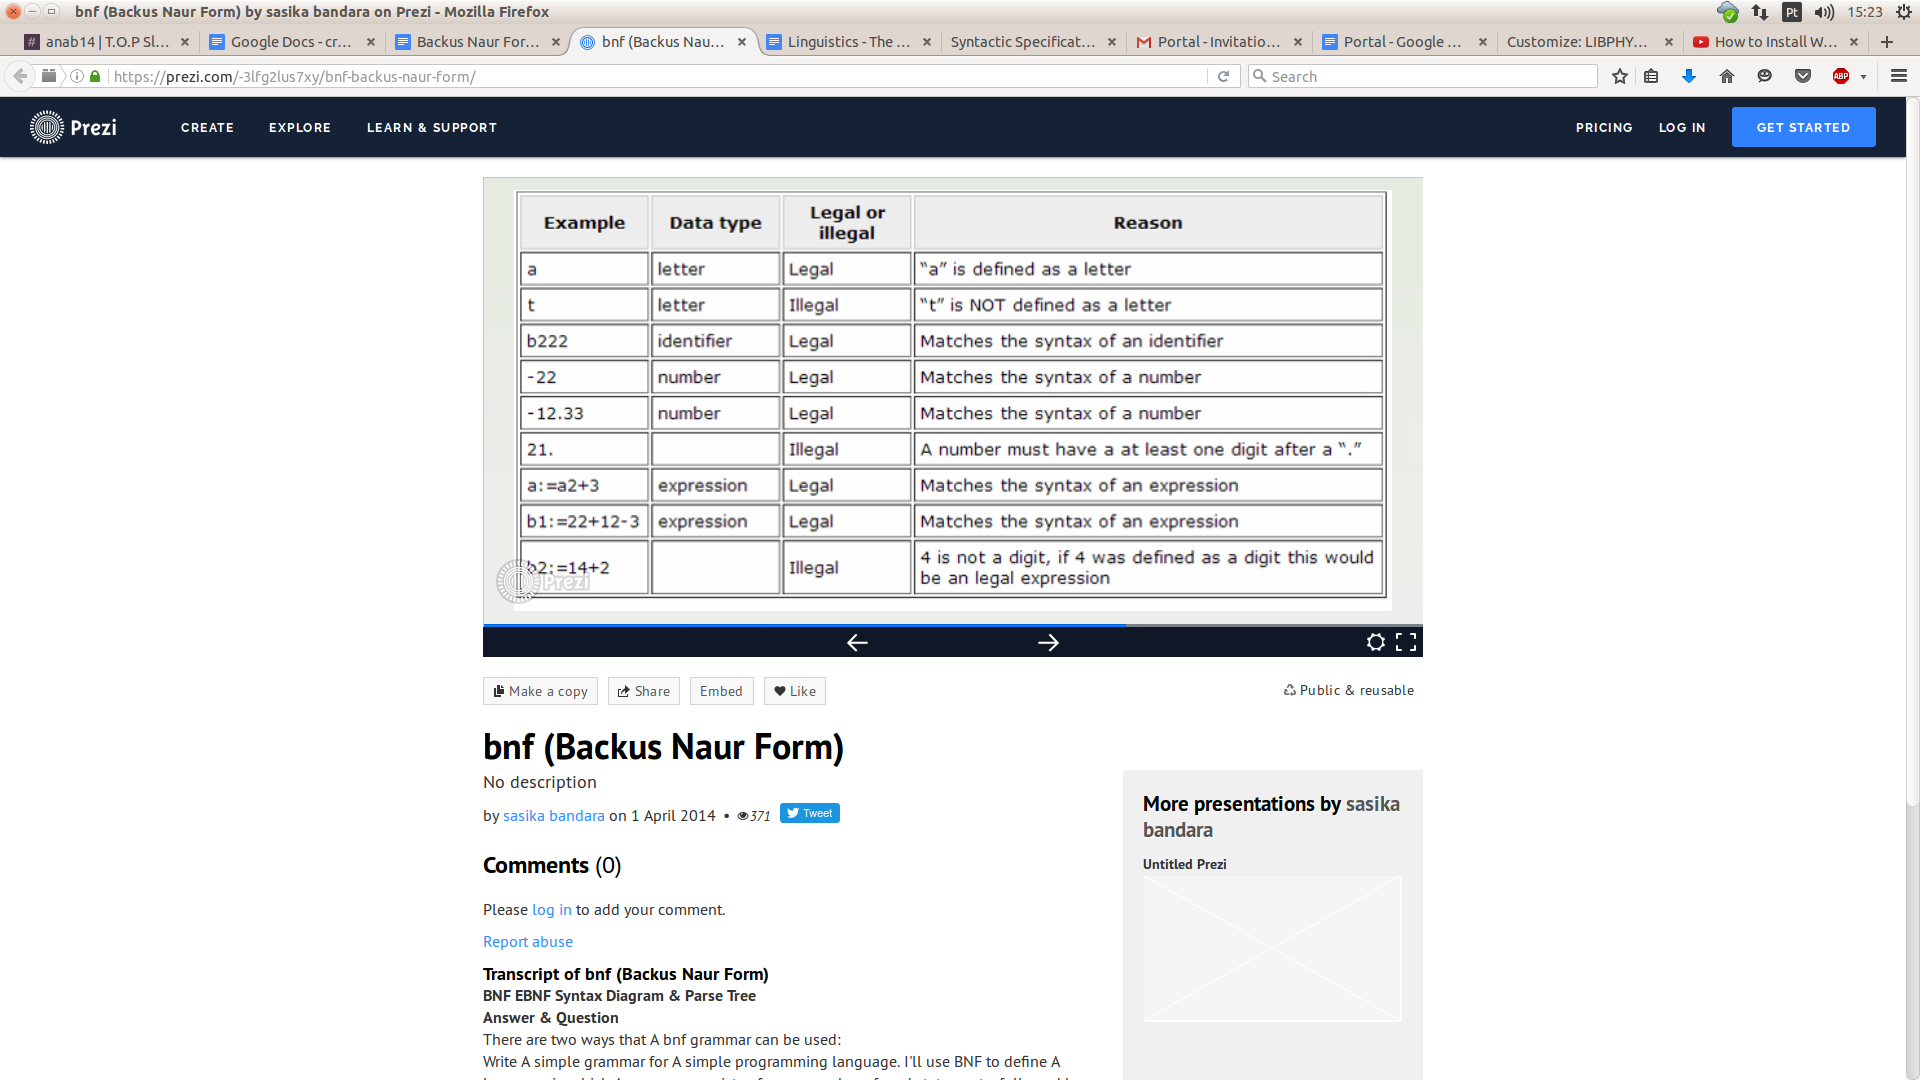 bnf (Backus Naur Form) by sasika bandara on Prezi - Mozilla Firefox
Pt
15:23
anab14 | T.O.P Sl...
Google Docs - cr...
Backus Naur For...
bnf (Backus Nau...
Linguistics - The ...
Syntactic Specificat...
Portal - Invitatio...
Portal - Google ...
Customize: LIBPHY...
How to Install W...
https://prezi.com/-3lfg2lus7xy/bnf-backus-naur-form/
Search
ABP
Prezi
CREATE
EXPLORE
LEARN & SUPPORT
PRICING
LOG IN
GET STARTED
Example Data type Legal or illegal Reason
a letter Legal “a” is defined as a letter
t letter Illegal “t” is NOT defined as a letter
b222 identifier Legal Matches the syntax of an identifier
-22 number Legal Matches the syntax of a number
-12.33 number Legal Matches the syntax of a number
21. Illegal A number must have a at least one digit after a “.”
a:=a2+3 expression Legal Matches the syntax of an expression
b1:=22+12-3 expression Legal Matches the syntax of an expression
b2:=14+2 Illegal 4 is not a digit, if 4 was defined as a digit this would
be an legal expression
Prezi
Make a copy
Share
Embed
Like
Public & reusable
bnf (Backus Naur Form)
No description
by sasika bandara on 1 April 2014 • 371 Tweet
Comments (0)
Please log in to add your comment.
Report abuse
Transcript of bnf (Backus Naur Form)
BNF EBNF Syntax Diagram & Parse Tree
Answer & Question
There are two ways that A bnf grammar can be used:
Write A simple grammar for A simple programming language. I'll use BNF to define A
More presentations by sasika
bandara
Untitled Prezi